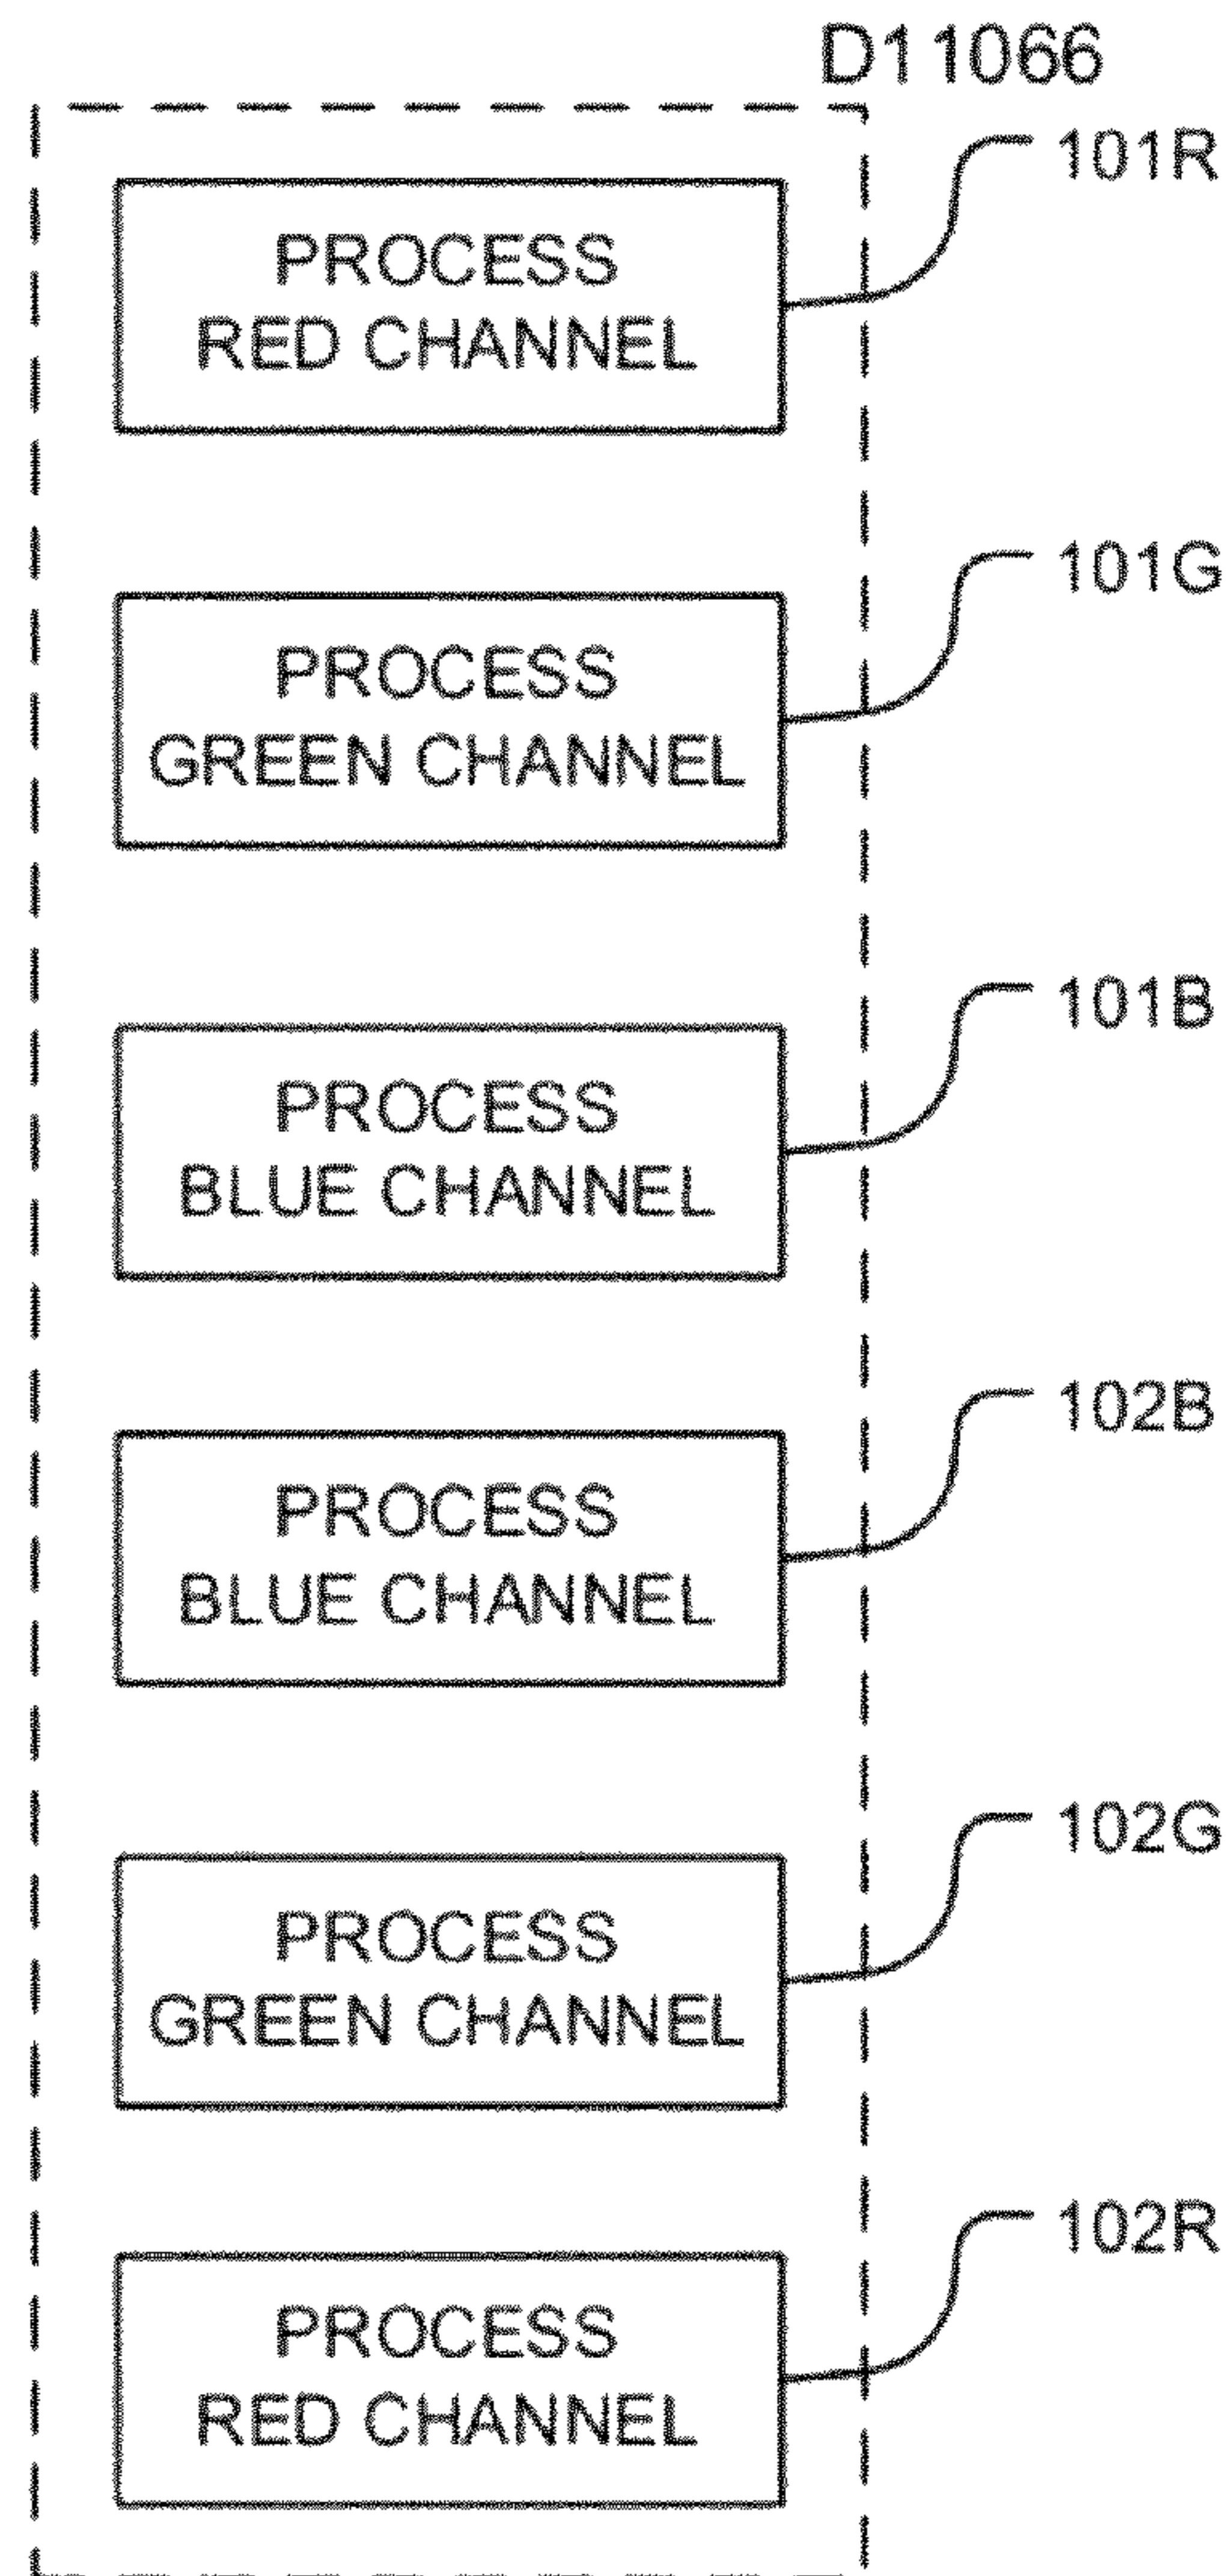 D11066
PROCESS
RED CHANNEL
101R
PROCESS
GREEN CHANNEL
101G
PROCESS
BLUE CHANNEL
101B
PROCESS
BLUE CHANNEL
102B
PROCESS
GREEN CHANNEL
102G
PROCESS
RED CHANNEL
102R